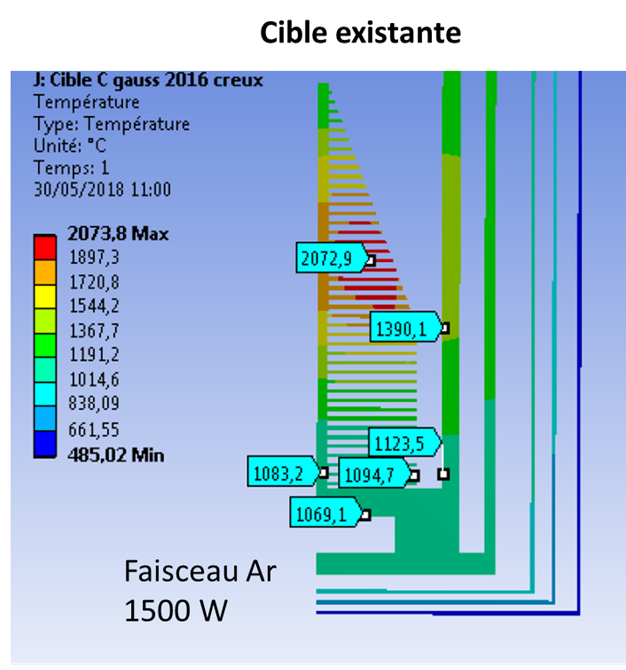 Cible existante
J: Cible C gauss 2016 creux
Température
Type: Température
Unité: °C
Temps: 1
30/05/2018 11:00
2073,8 Max
1897,3
1720,8
1544,2
1367,7
1191,2
1014,6
838,09
661,55
485,02 Min
2072,9
1390,1
1123,5
1083,2
1094,7
1069,1
Faisceau Ar
1500 W